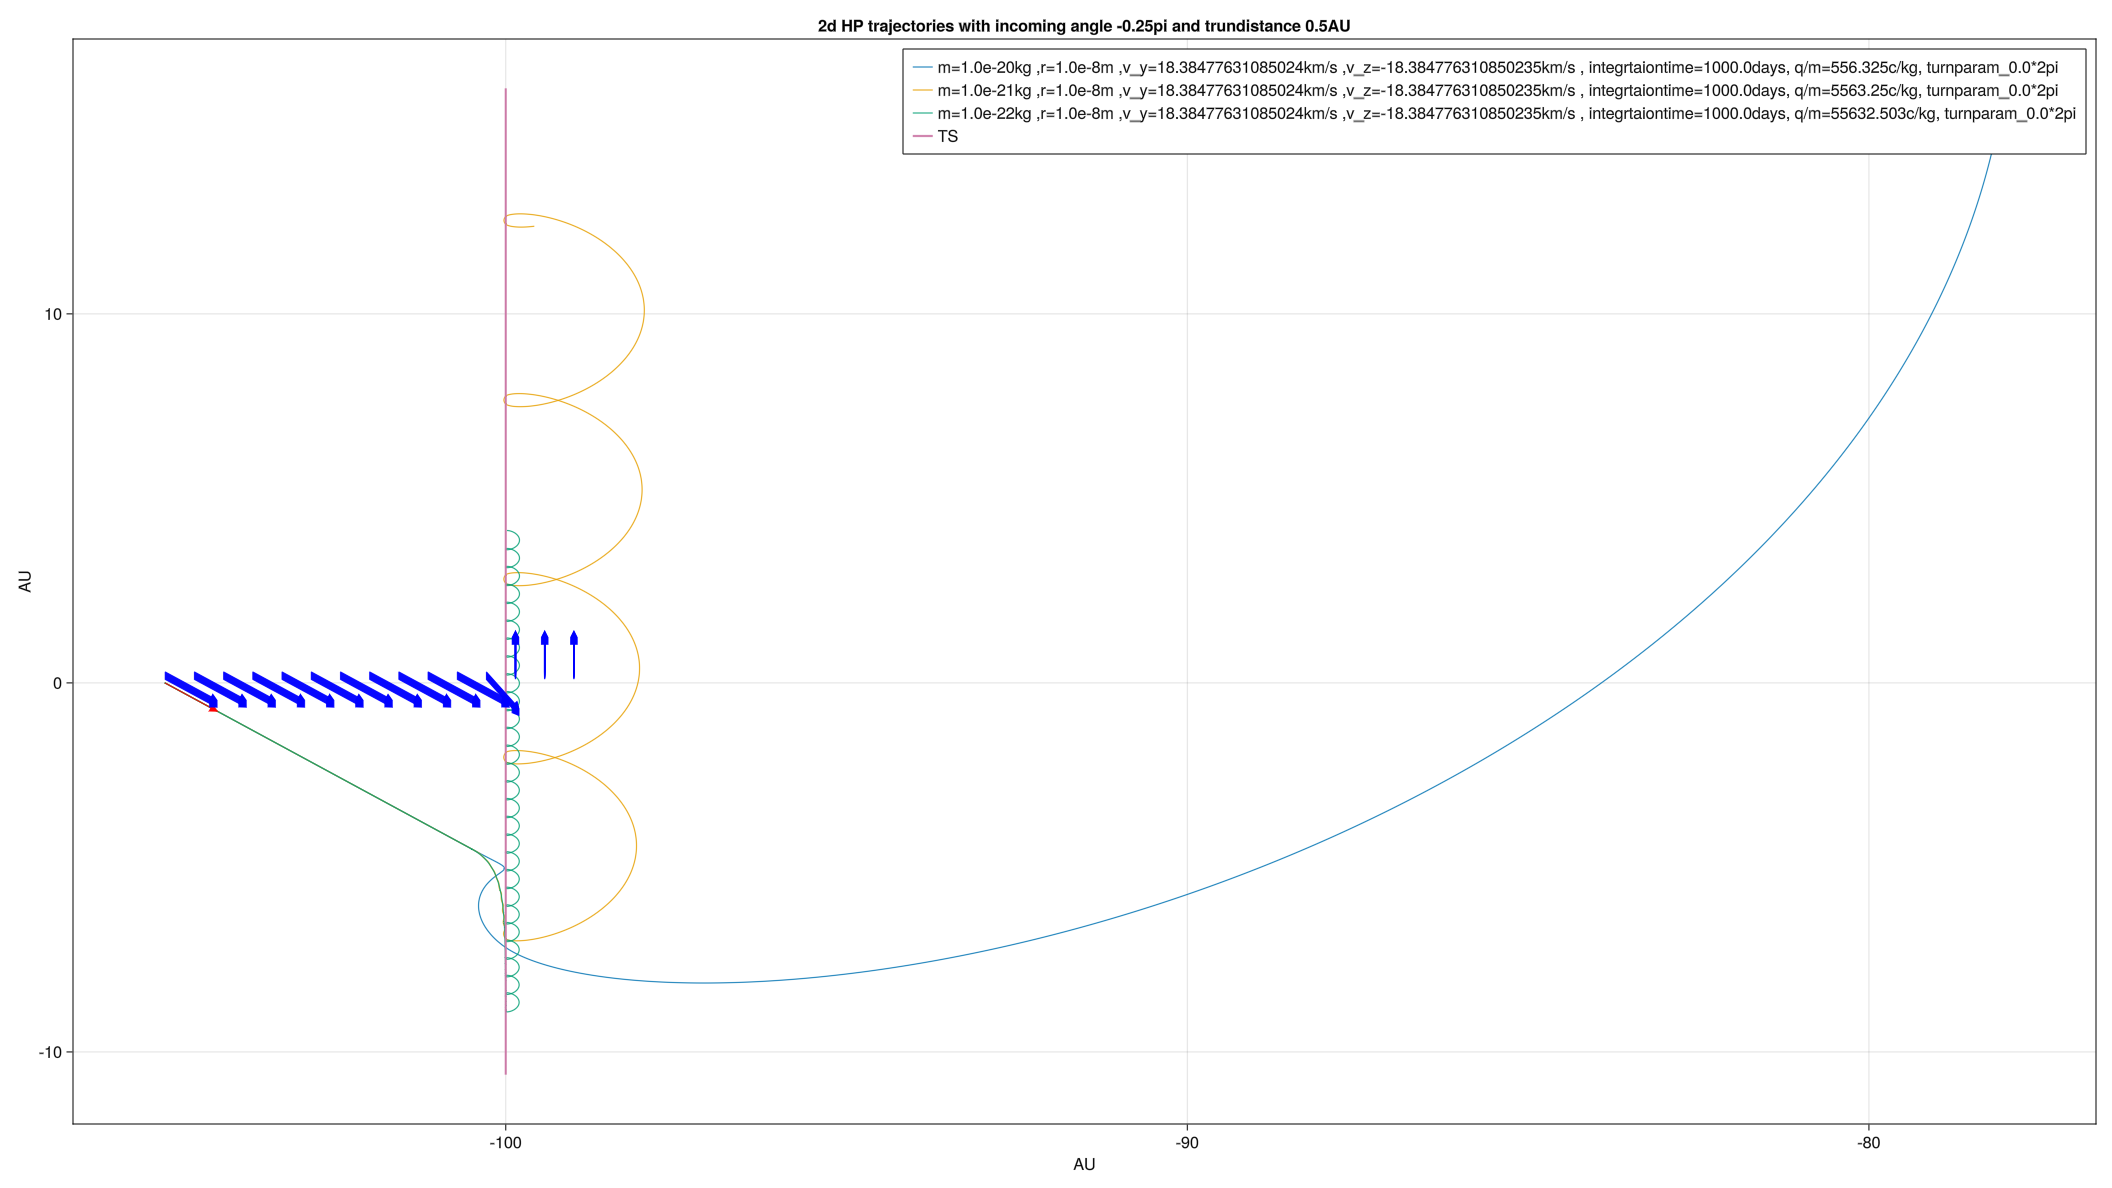 2d HP trajectories with incoming angle -0.25pi and trundistance 0.5AU
m=1.0e-20kg ,r=1.0e-8m ,v_y=18.38477631085024km/s ,v_z=-18.384776310850235km/s , integrtaiontime=1000.0days, q/m=556.325c/kg, turnparam_0.0*2pi
m=1.0e-21kg ,r=1.0e-8m ,v_y=18.38477631085024km/s ,v_z=-18.384776310850235km/s , integrtaiontime=1000.0days, q/m=5563.25c/kg, turnparam_0.0*2pi
m=1.0e-22kg ,r=1.0e-8m ,v_y=18.38477631085024km/s ,v_z=-18.384776310850235km/s , integrtaiontime=1000.0days, q/m=55632.503c/kg, turnparam_0.0*2pi
TS
10
0
-10
AU
-100
-90
-80
AU